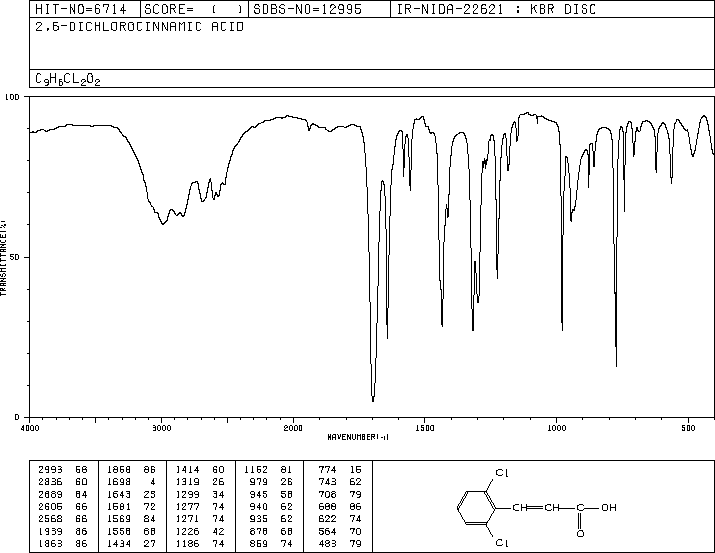 HIT-NO=6714 SCORE= ( ) SDBS-NO=12995 IR-NIDA-22621 : KBR DISC
2,6-DICHLOROCINNAMIC ACID
C9H6CL2O2
100
50
0
TRANSMITTANCE(%)
4000 3000 2000 1500 1000 500
WAVENUMBER(-1)
2993 58 1858 86 1414 60 1152 81 774 15
2836 60 1698 4 1319 26 979 26 743 62
2689 64 1643 23 1299 34 945 58 708 79
2605 66 1581 72 1277 74 940 62 688 86
2568 66 1569 84 1271 74 935 62 622 74
1939 86 1558 68 1226 42 878 68 564 70
1863 86 1434 27 1186 74 859 74 483 79
Cl
CH CH C OH
O
Cl